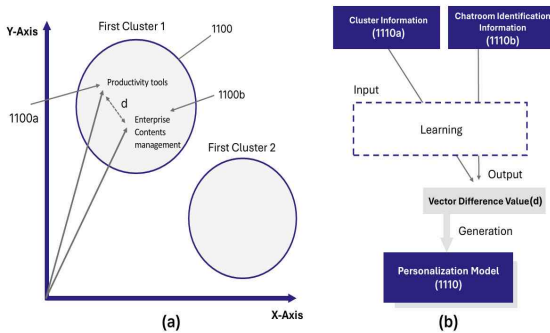 Y-Axis
First Cluster 1
1100
Productivity tools
d
1100a
1100b
Enterprise
Contents
management
First Cluster 2
X-Axis
(a)
Cluster Information
(1110a)
Chatroom Identification
Information
(1110b)
Input
Learning
Output
Vector Difference Value(d)
Generation
Personalization Model
(1110)
(b)